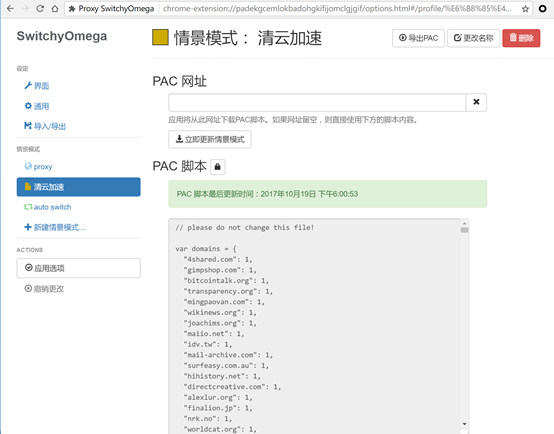 Proxy SwitchyOmega | chrome-extension://padekgcemlokbadohgkifijomclgjgif/options.html#/profile/%E6%B8%85%E4...
SwitchyOmega
设定
界面
通用
导入/导出
情景模式
proxy
清云加速
auto switch
新建情景模式...
ACTIONS
应用选项
撤销更改
情景模式： 清云加速
导出PAC
更改名称
删除
PAC 网址
应用将从此网址下载PAC脚本。如果网址留空，则直接使用下方的脚本内容。
立即更新情景模式
PAC 脚本
PAC 脚本最后更新时间：2017年10月19日 下午6:00:53
// please do not change this file!
var domains = {
"4shared.com": 1,
"gimpshop.com": 1,
"bitcointalk.org": 1,
"transparency.org": 1,
"mingpaovan.com": 1,
"wikinews.org": 1,
"joachims.org": 1,
"maiio.net": 1,
"idv.tw": 1,
"mail-archive.com": 1,
"surfeasy.com.au": 1,
"hihistory.net": 1,
"directcreative.com": 1,
"alexlur.org": 1,
"finalion.jp": 1,
"nrk.no": 1,
"worldcat.org": 1,